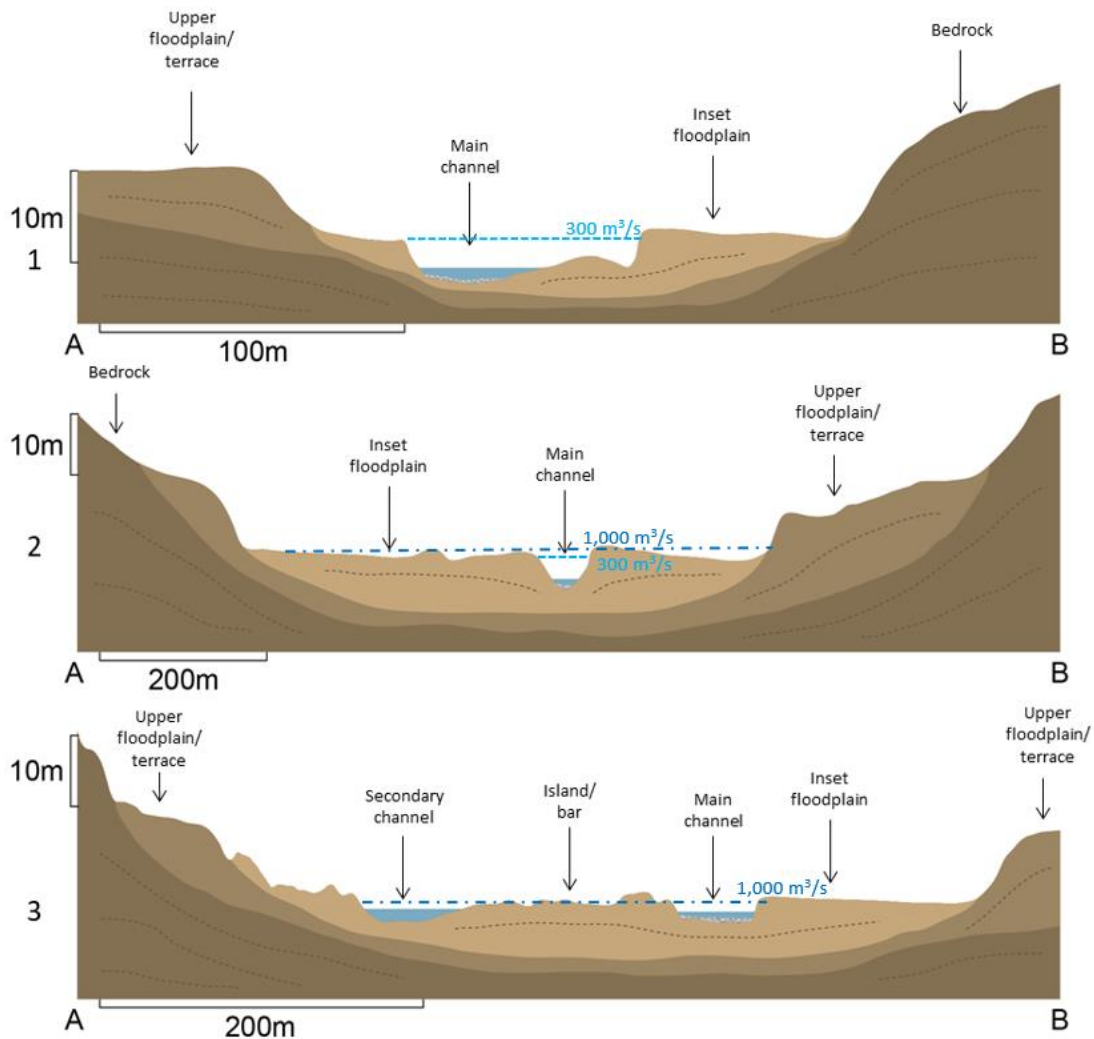 Upper
floodplain/
terrace
Bedrock
Inset
floodplain
Main
channel
300 m³/s
10m
1
A
100m
B
Bedrock
Upper
floodplain/
terrace
10m
Inset
floodplain
Main
channel
1,000 m³/s
300 m³/s
2
A
200m
B
Upper
floodplain/
terrace
Upper
floodplain/
terrace
10m
Secondary
channel
Island/
bar
Main
channel
Inset
floodplain
1,000 m³/s
3
A
200m
B